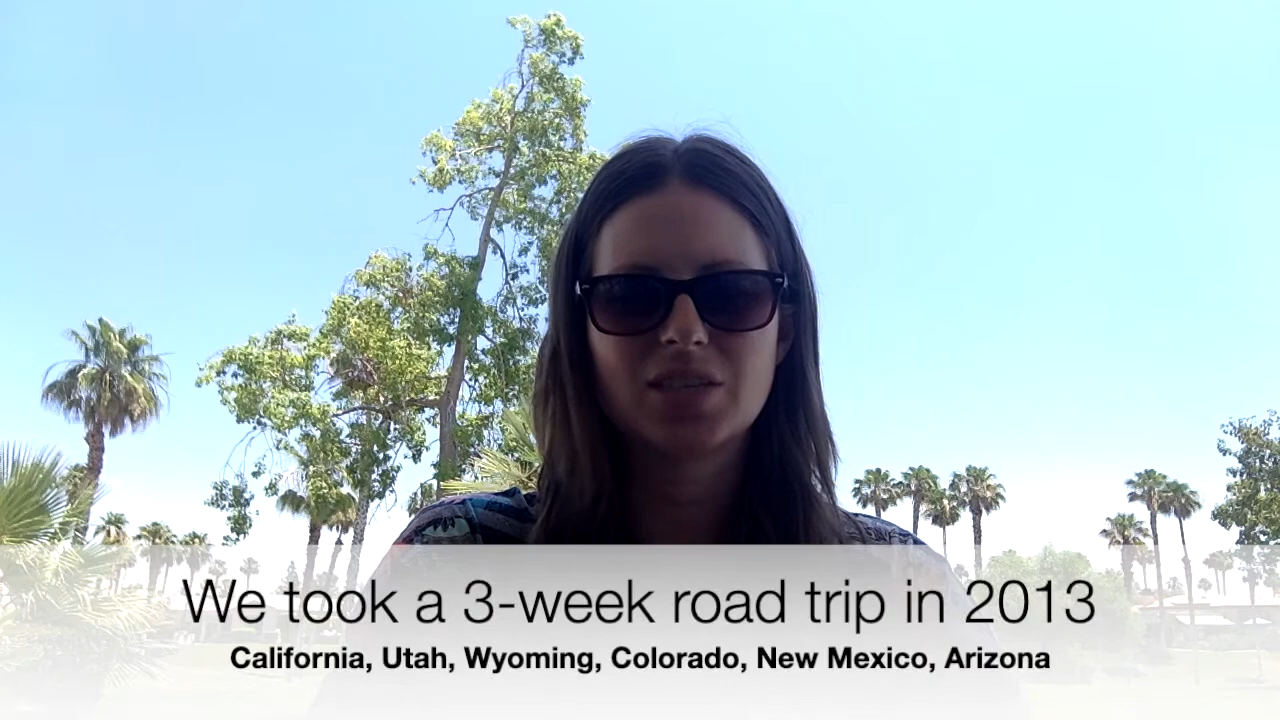 We took a 3-week road trip in 2013
California, Utah, Wyoming, Colorado, New Mexico, Arizona